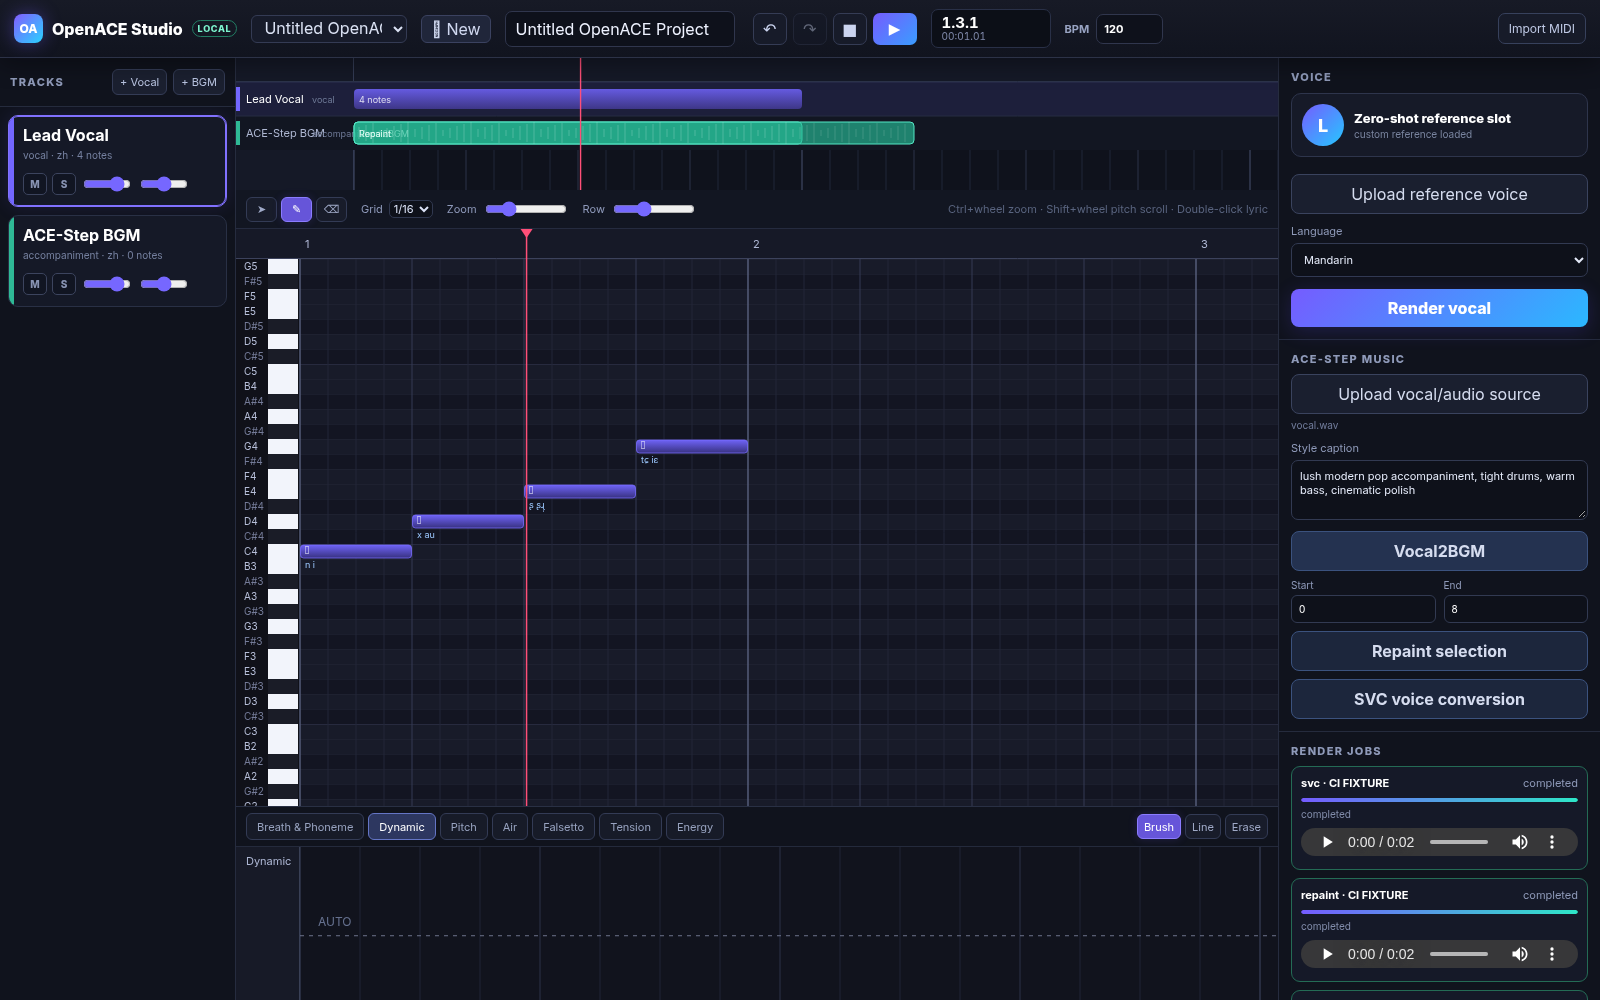 OA OpenACE Studio LOCAL Untitled OpenAC New Untitled OpenACE Project 1.3.1 00:01.01 BPM 120 Import MIDI
TRACKS + Vocal + BGM
Lead Vocal
vocal · zh · 4 notes
M S
ACE-Step BGM
accompaniment · zh · 0 notes
M S
Lead Vocal vocal 4 notes
ACE-Step BGM Repaint
Grid 1/16 Zoom Row Ctrl+wheel zoom · Shift+wheel pitch scroll · Double-click lyric
1 2 3
G5
F#5
F5
E5
D#5
D5
C#5
C5
B4
A#4
A4
G#4
G4
F#4 tɕ iɛ
F4
E4
D#4 ʂ ʂɻ
D4
C#4 x au
C4
B3 n i
A#3
A3
G#3
G3
F#3
F3
E3
D#3
D3
C#3
C3
B2
A#2
A2
G#2
G2
Breath & Phoneme Dynamic Pitch Air Falsetto Tension Energy Brush Line Erase
Dynamic
AUTO
VOICE
L Zero-shot reference slot
custom reference loaded
Upload reference voice
Language
Mandarin
Render vocal
ACE-STEP MUSIC
Upload vocal/audio source
vocal.wav
Style caption
lush modern pop accompaniment, tight drums, warm
bass, cinematic polish
Vocal2BGM
Start End
0 8
Repaint selection
SVC voice conversion
RENDER JOBS
svc · CI FIXTURE completed
completed
0:00 / 0:02
repaint · CI FIXTURE completed
completed
0:00 / 0:02